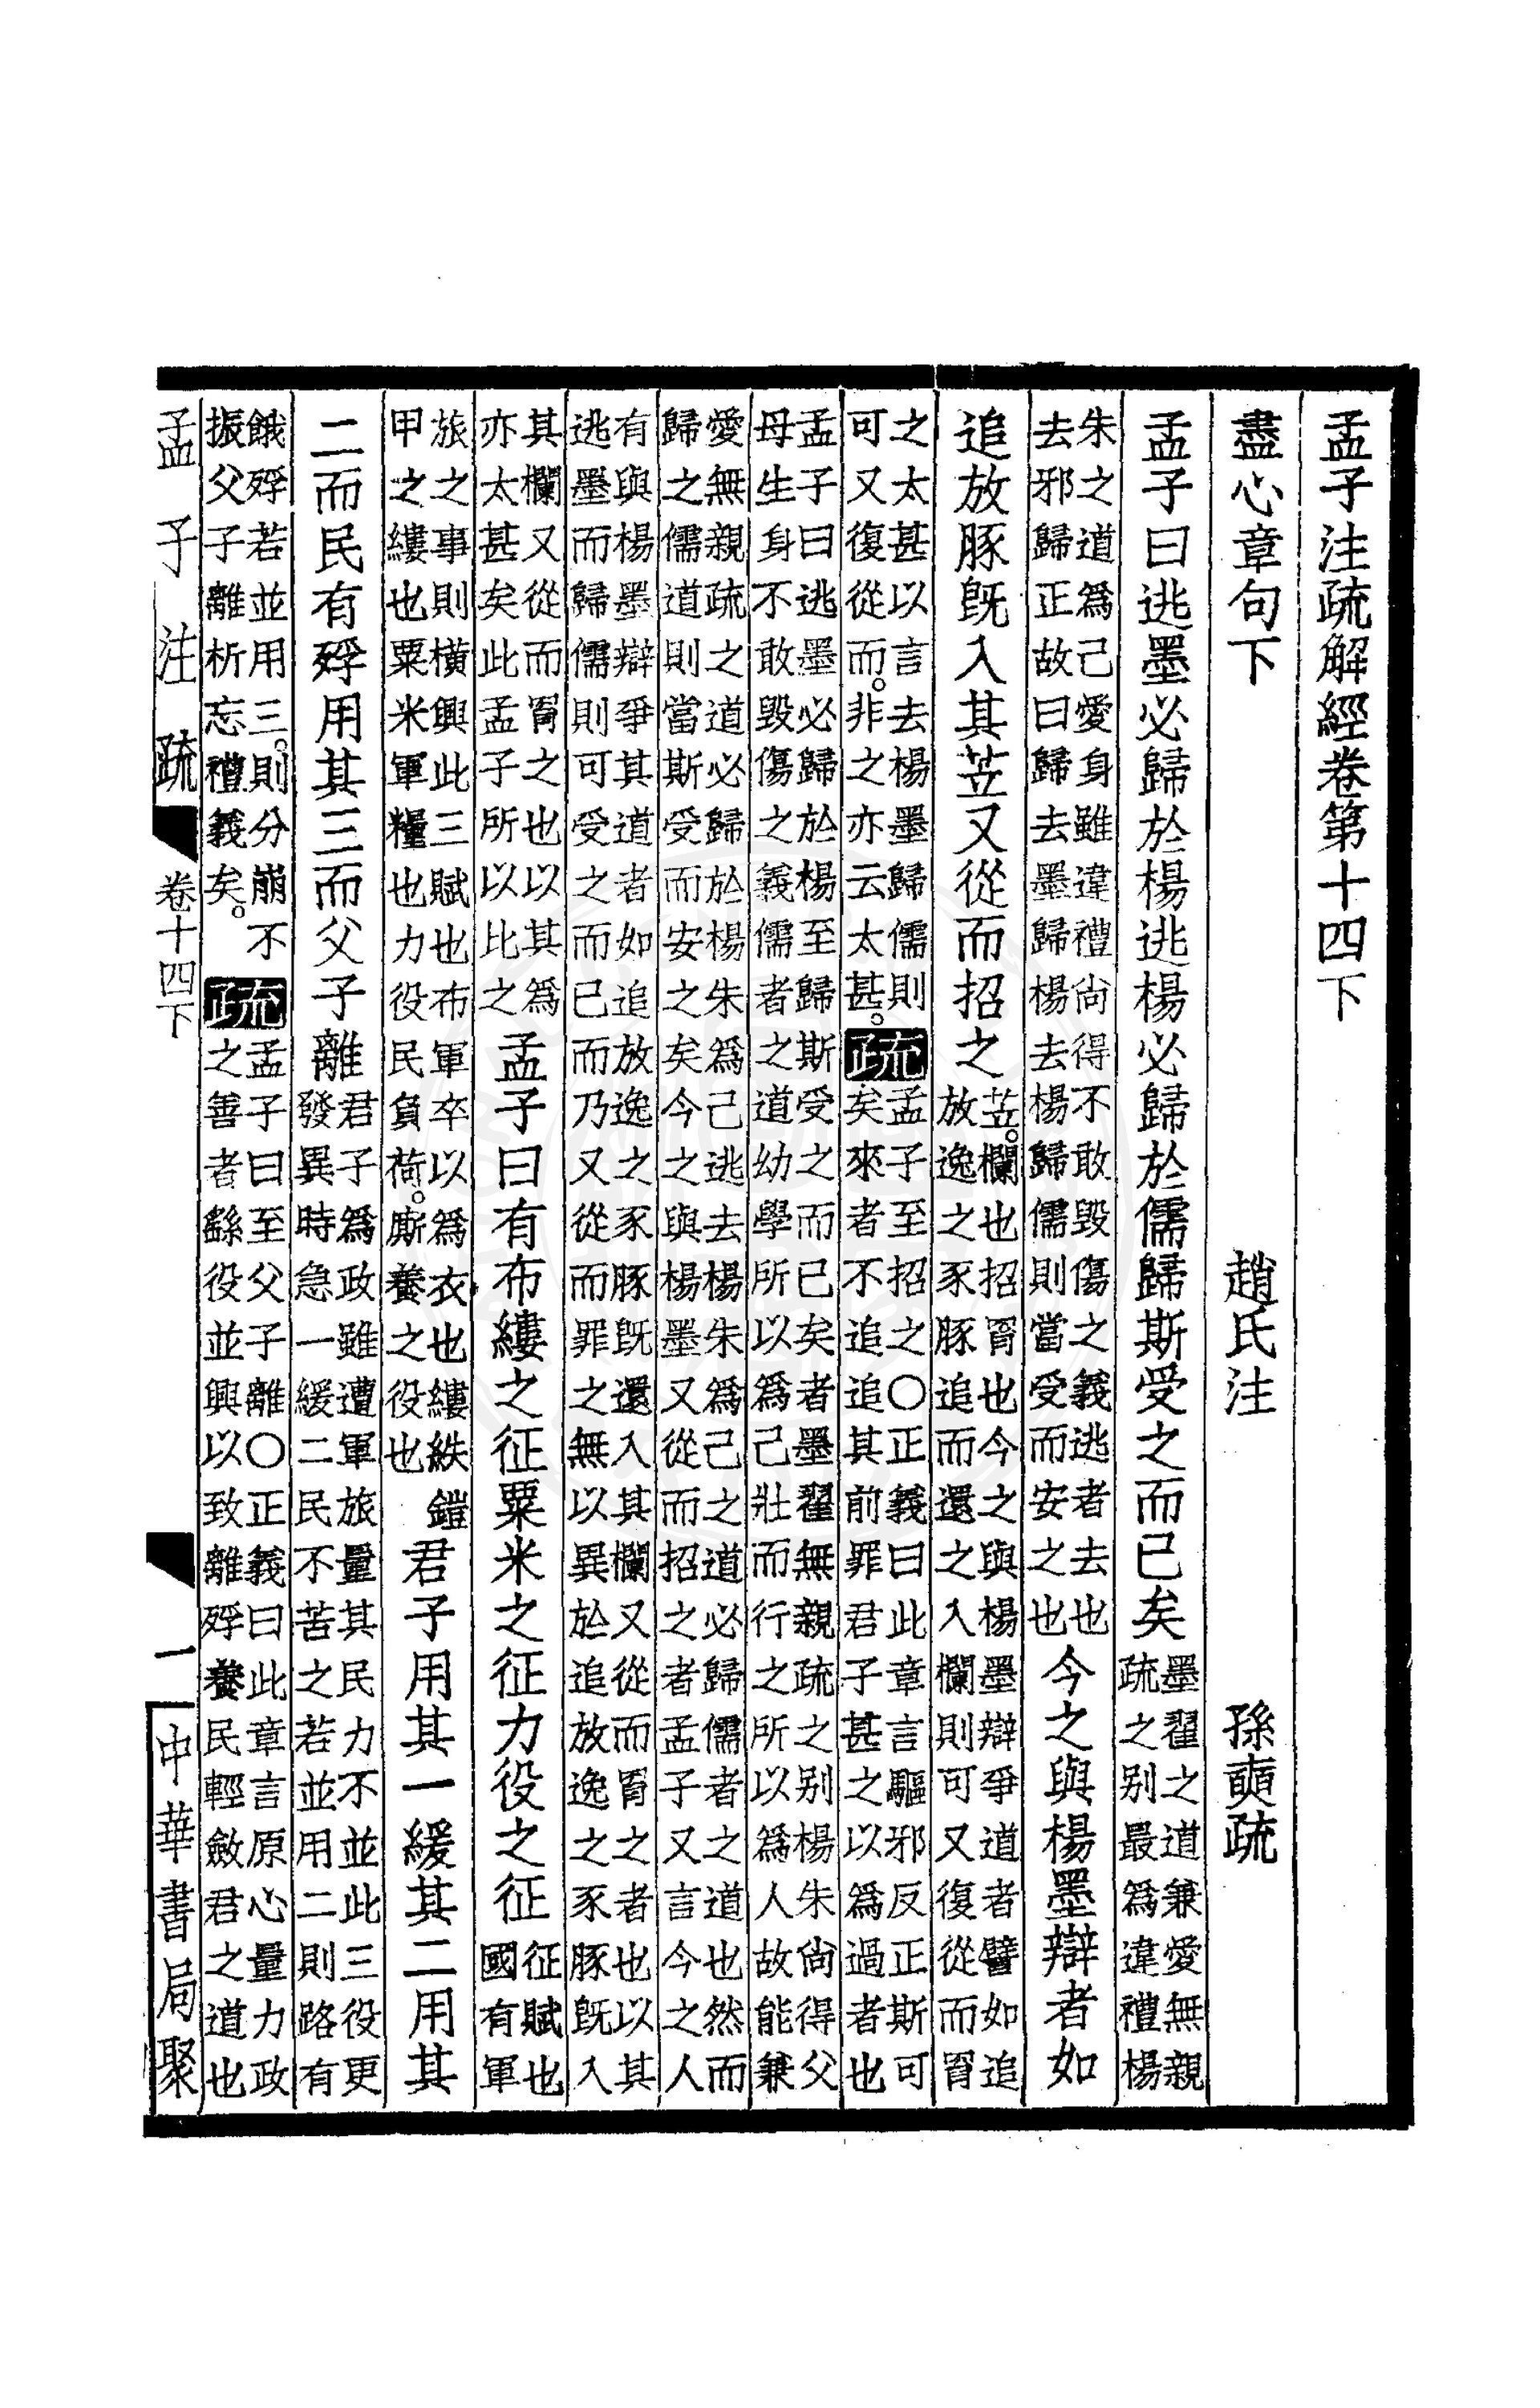 孟子注疏解經卷第十四下
盡心章句下　趙氏注　孫奭疏
孟子曰逃墨必歸於楊逃楊必歸於儒歸斯受之而已矣墨翟之道兼愛無親疏之別最爲違禮楊
朱之道爲己愛身雖違禮尚得不敢毀傷之義逃者去也去邪歸正故曰歸去墨歸楊去楊歸儒則當受而安之也今之與楊墨辯者如
追放豚既入其苙又從而招之苙。欄也招罥也今之與楊墨辯爭道者譬如追放逸之豕豚追而還之入欄則可又復從而罥
之太甚以言去楊墨歸儒則可又復從而。非之亦云太甚。疏孟子至招之〇正義曰此章言驅邪反正斯可矣來者不追追其前罪君子甚之以爲過者也
孟子曰逃墨必歸於楊至歸斯受之而已矣者墨翟無親疏之別楊朱尚得父母生身不敢毀傷之義儒者之道幼學所以爲己壯而行之所以爲人故能兼
愛無親疏之道必歸於楊朱爲己逃去楊朱爲己之道必歸儒者之道也然而歸之儒道則當斯受而安之矣今之與楊墨又從而招之者孟子又言今之人
有與楊墨辯爭其道者如追放逸之豕豚既還入其欄又從而罥之者也以其逃墨而歸儒則可受之而已而乃又從而罪之無以異於追放逸之豕豚既入
其欄又從而罥之也以其爲亦太甚矣此孟子所以比之孟子曰有布縷之征粟米之征力役之征征賦也國有軍
旅之事則橫興此三賦也布軍卒以爲衣也縷紩鎧甲之縷也粟米軍糧也力役民負荷。廝養之役也君子用其一緩其二用其
二而民有殍用其三而父子離君子爲政雖遭軍旅量其民力不並此三役更發異時急一緩二民不苦之若並用二則路有
餓殍若並用三。則分崩不振父子離析忘禮義矣。疏孟子曰至父子離〇正義曰此章言原心量力政之善者繇役並興以致離殍養民輕斂君之道也
孟子注疏　卷十四下　一　中華書局聚